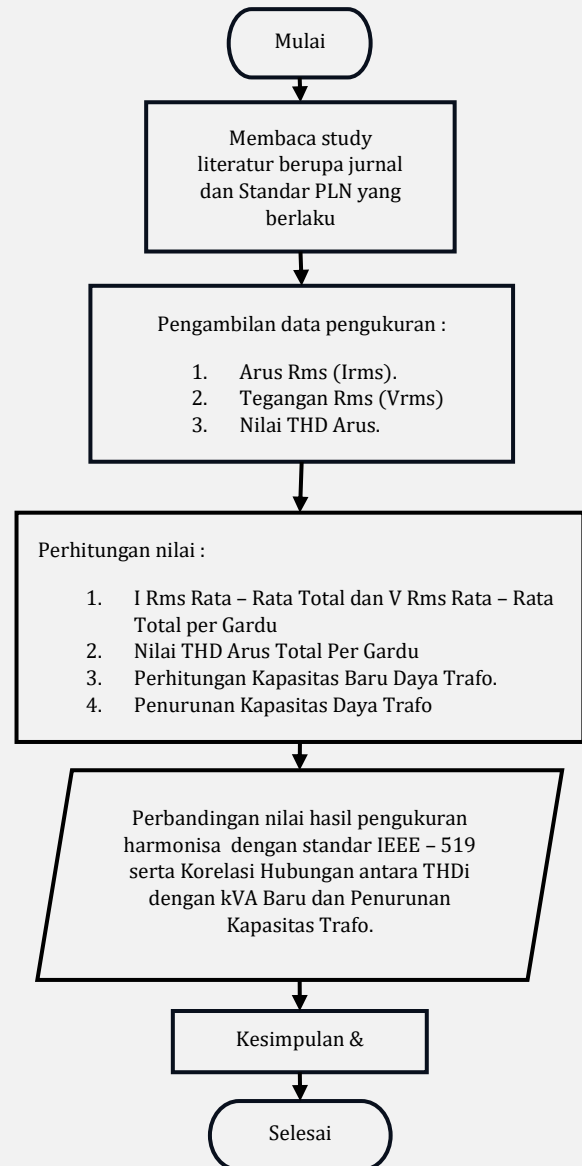 Mulai
Membaca study
literatur berupa jurnal
dan Standar PLN yang
berlaku
Pengambilan data pengukuran :
1. Arus Rms (Irms).
2. Tegangan Rms (Vrms)
3. Nilai THD Arus.
Perhitungan nilai :
1. I Rms Rata – Rata Total dan V Rms Rata – Rata
Total per Gardu
2. Nilai THD Arus Total Per Gardu
3. Perhitungan Kapasitas Baru Daya Trafo.
4. Penurunan Kapasitas Daya Trafo
Perbandingan nilai hasil pengukuran
harmonisa dengan standar IEEE – 519
serta Korelasi Hubungan antara THDi
dengan kVA Baru dan Penurunan
Kapasitas Trafo.
Kesimpulan &
Selesai